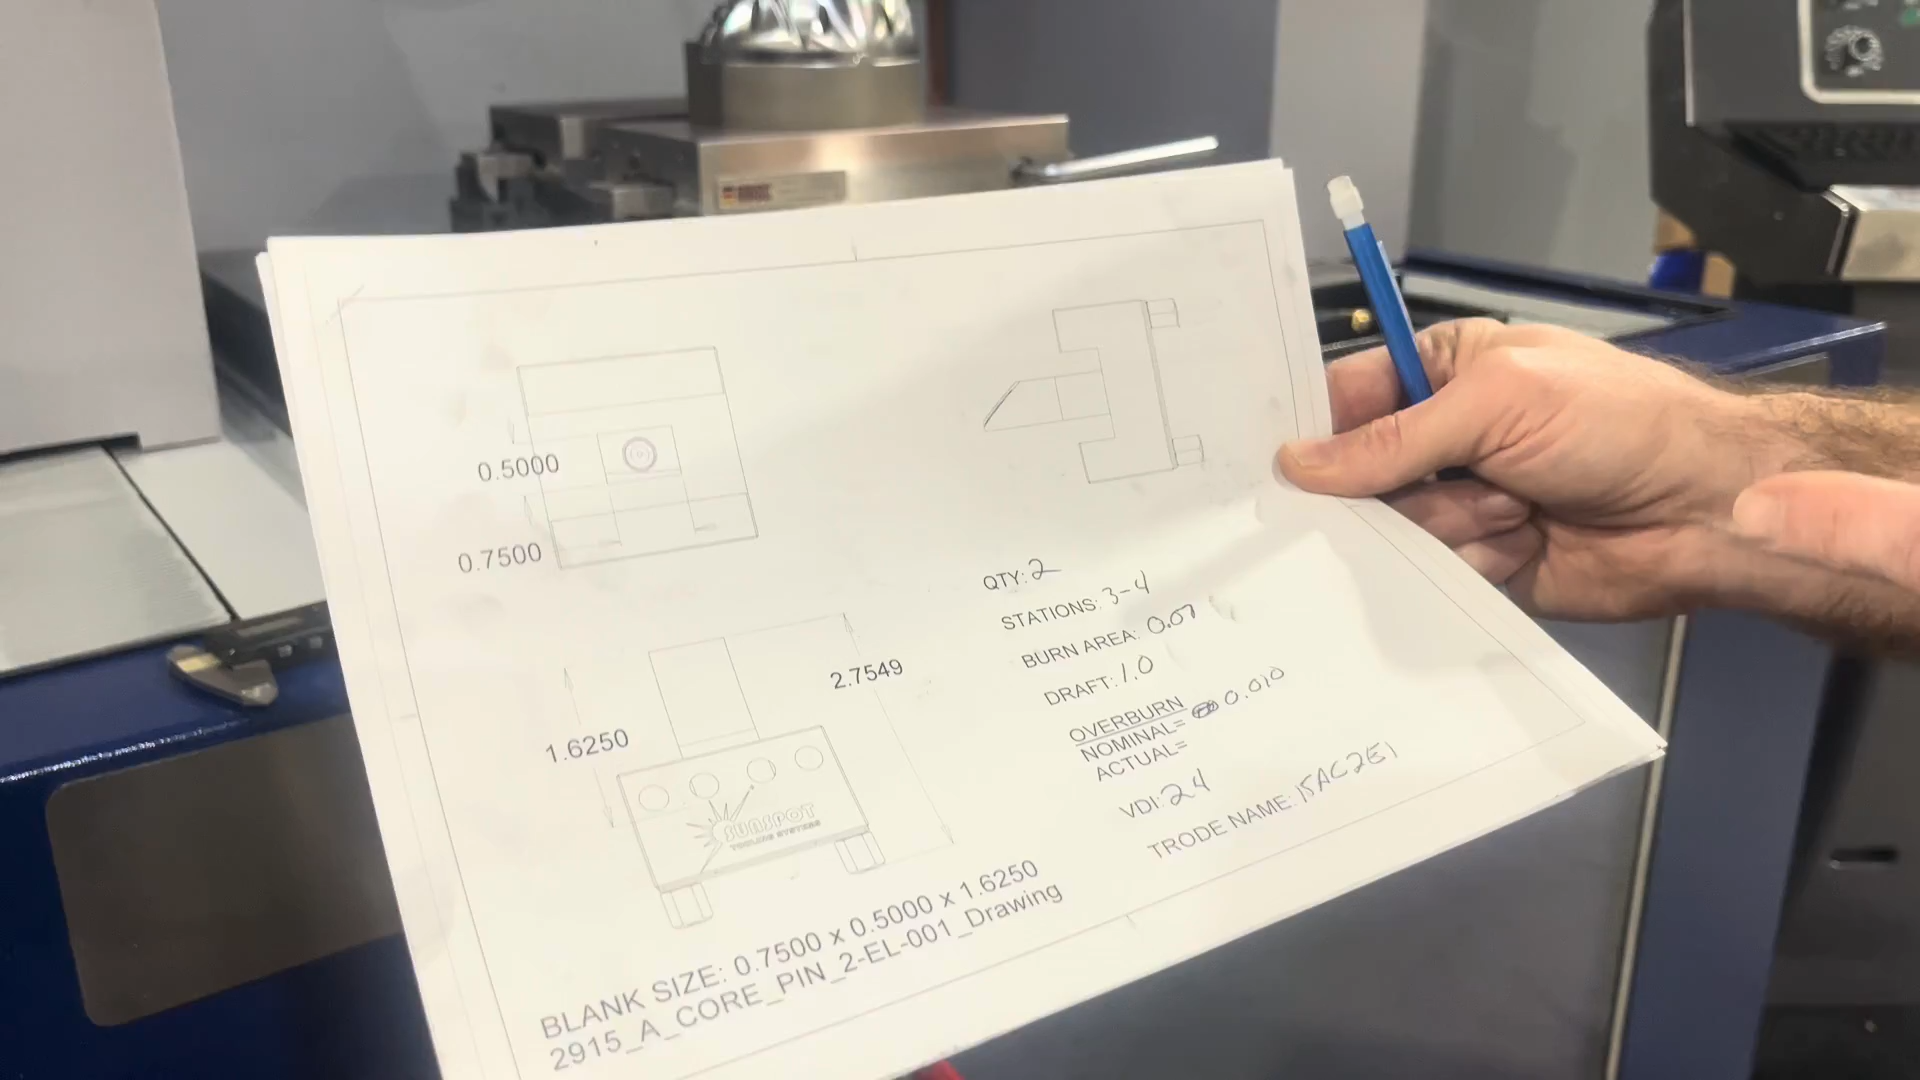 0.5000
0.7500
1.6250
2.7549
SUNSPOT
TOOLING SYSTEMS
BLANK SIZE: 0.7500 x 0.5000 x 1.6250
2915_A_CORE_PIN_2-EL-001_Drawing
QTY: 2
STATIONS: 3-4
BURN AREA: 0.07
DRAFT: 1.0
OVERBURN
NOMINAL= 0.010
ACTUAL=
VDI: 24
TRODE NAME: 15AC2E1